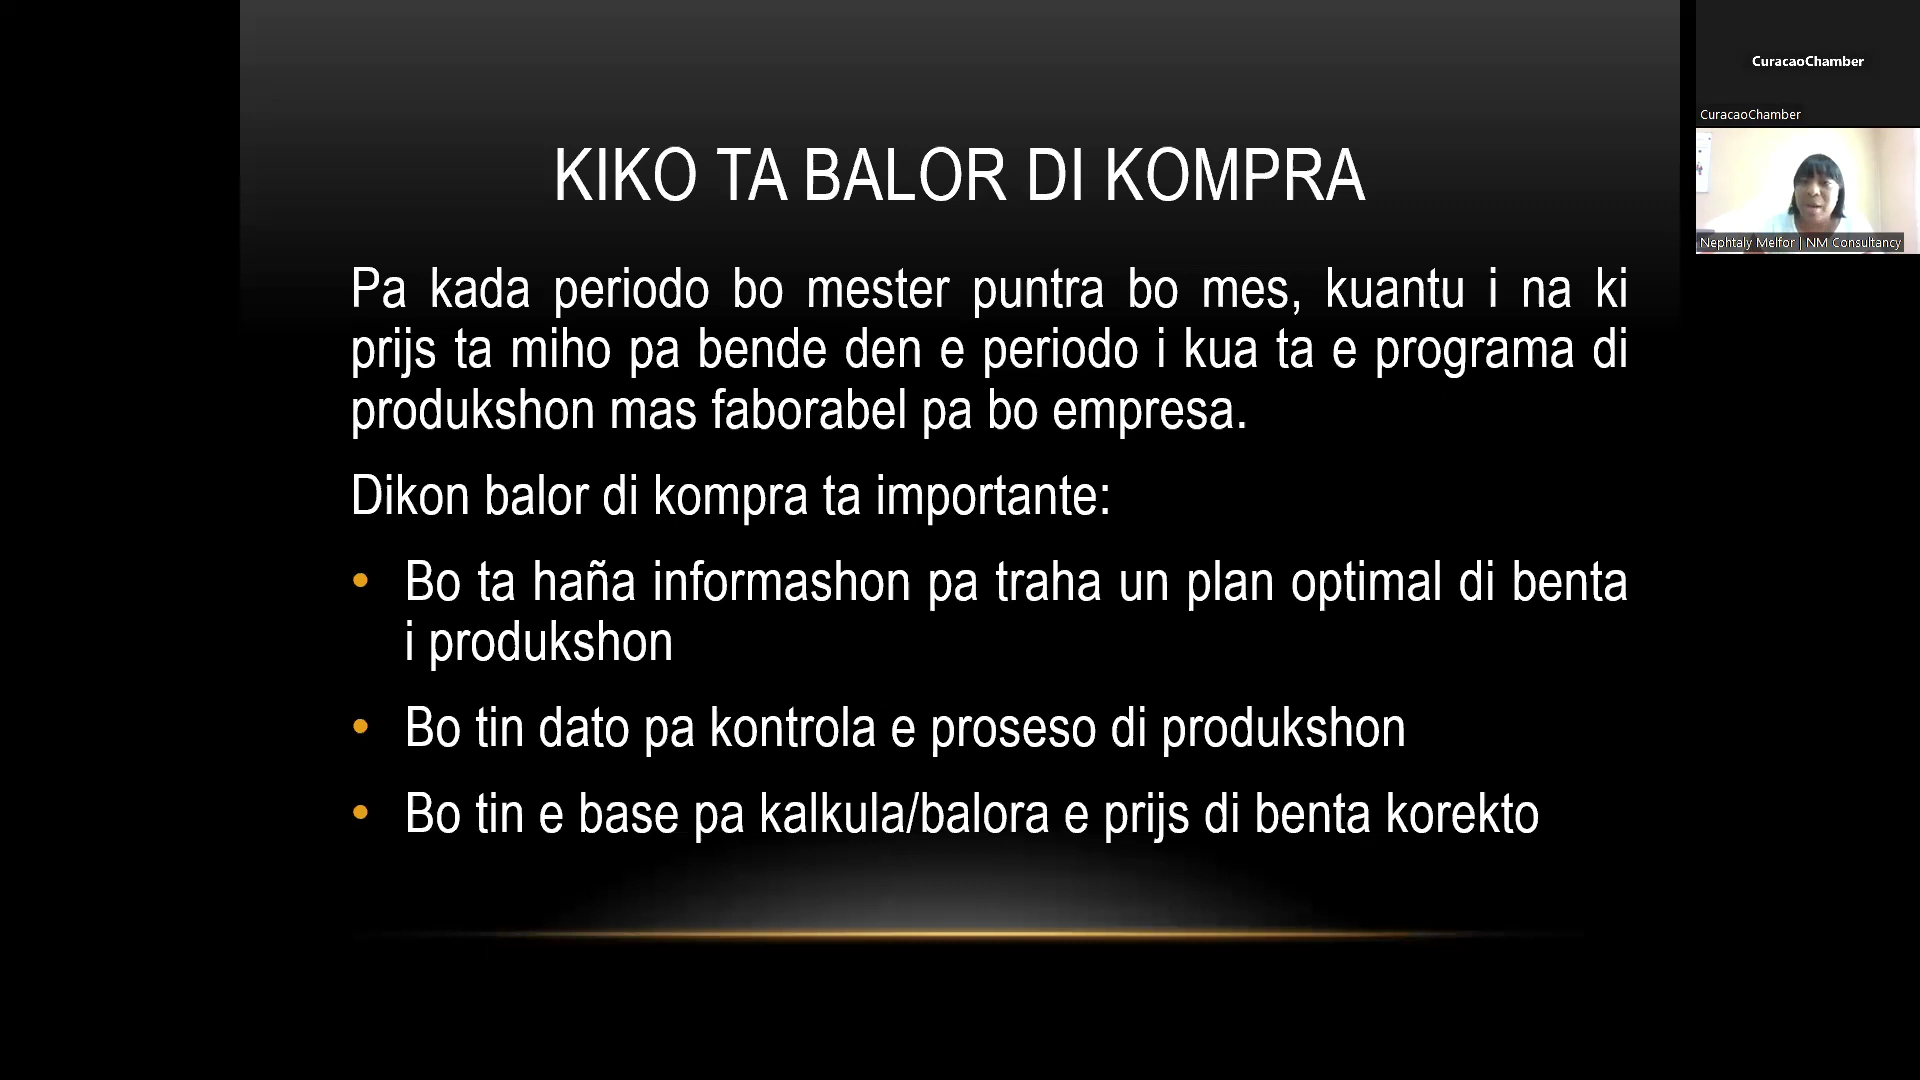 KIKO TA BALOR DI KOMPRA
Pa kada periodo bo mester puntra bo mes, kuantu i na ki
prijs ta miho pa bende den e periodo i kua ta e programa di
produkshon mas faborabel pa bo empresa.
Dikon balor di kompra ta importante:
• Bo ta haña informashon pa traha un plan optimal di benta
i produkshon
• Bo tin dato pa kontrola e proseso di produkshon
• Bo tin e base pa kalkula/balora e prijs di benta korekto
CuracaoChamber
CuracaoChamber
Nephtaly Melfor | NM Consultancy